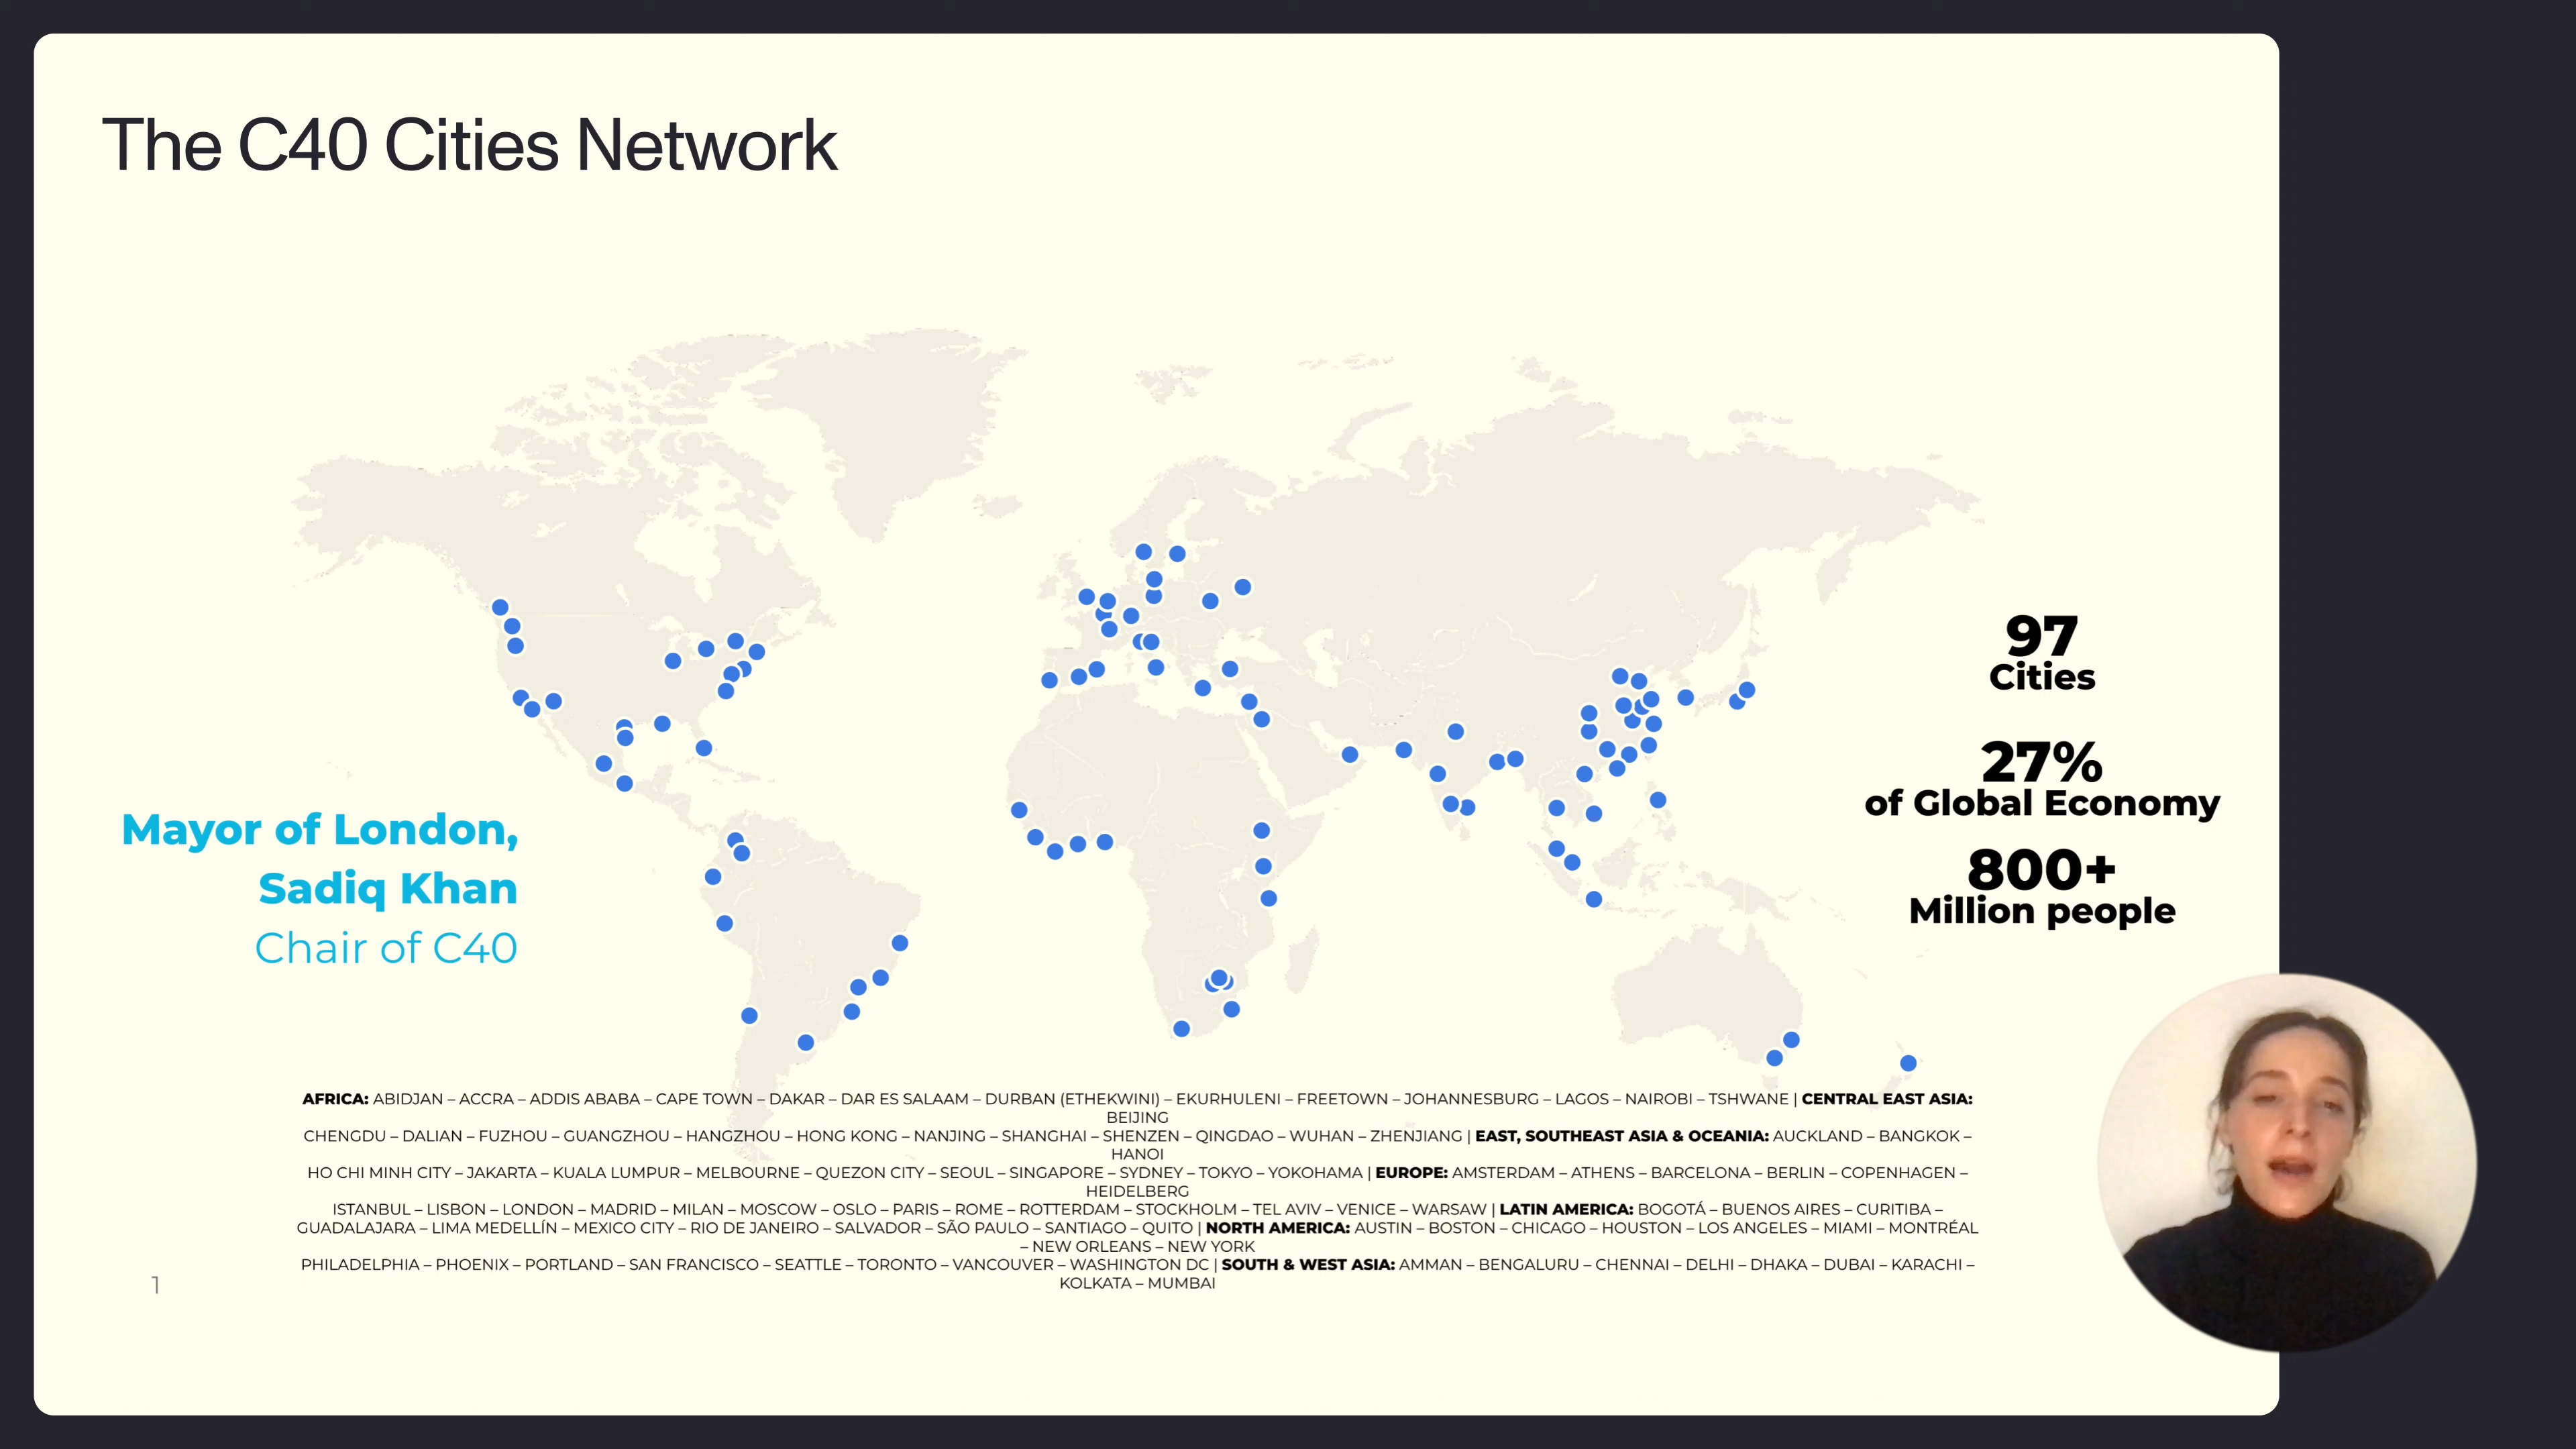 The C40 Cities Network
97
Cities
27%
of Global Economy
800+
Million people
Mayor of London,
Sadiq Khan
Chair of C40
AFRICA: ABIDJAN – ACCRA – ADDIS ABABA – CAPE TOWN – DAKAR – DAR ES SALAAM – DURBAN (ETHEKWINI) – EKURHULENI – FREETOWN – JOHANNESBURG – LAGOS – NAIROBI – TSHWANE | CENTRAL EAST ASIA:
BEIJING
CHENGDU – DALIAN – FUZHOU – GUANGZHOU – HANGZHOU – HONG KONG – NANJING – SHANGHAI – SHENZEN – QINGDAO – WUHAN – ZHENJIANG | EAST, SOUTHEAST ASIA & OCEANIA: AUCKLAND – BANGKOK –
HANOI
HO CHI MINH CITY – JAKARTA – KUALA LUMPUR – MELBOURNE – QUEZON CITY – SEOUL – SINGAPORE – SYDNEY – TOKYO – YOKOHAMA | EUROPE: AMSTERDAM – ATHENS – BARCELONA – BERLIN – COPENHAGEN –
HEIDELBERG
ISTANBUL – LISBON – LONDON – MADRID – MILAN – MOSCOW – OSLO – PARIS – ROME – ROTTERDAM – STOCKHOLM – TEL AVIV – VENICE – WARSAW | LATIN AMERICA: BOGOTÁ – BUENOS AIRES – CURITIBA –
GUADALAJARA – LIMA MEDELLÍN – MEXICO CITY – RIO DE JANEIRO – SALVADOR – SÃO PAULO – SANTIAGO – QUITO | NORTH AMERICA: AUSTIN – BOSTON – CHICAGO – HOUSTON – LOS ANGELES – MIAMI – MONTRÉAL
– NEW ORLEANS – NEW YORK
PHILADELPHIA – PHOENIX – PORTLAND – SAN FRANCISCO – SEATTLE – TORONTO – VANCOUVER – WASHINGTON DC | SOUTH & WEST ASIA: AMMAN – BENGALURU – CHENNAI – DELHI – DHAKA – DUBAI – KARACHI –
KOLKATA – MUMBAI
1